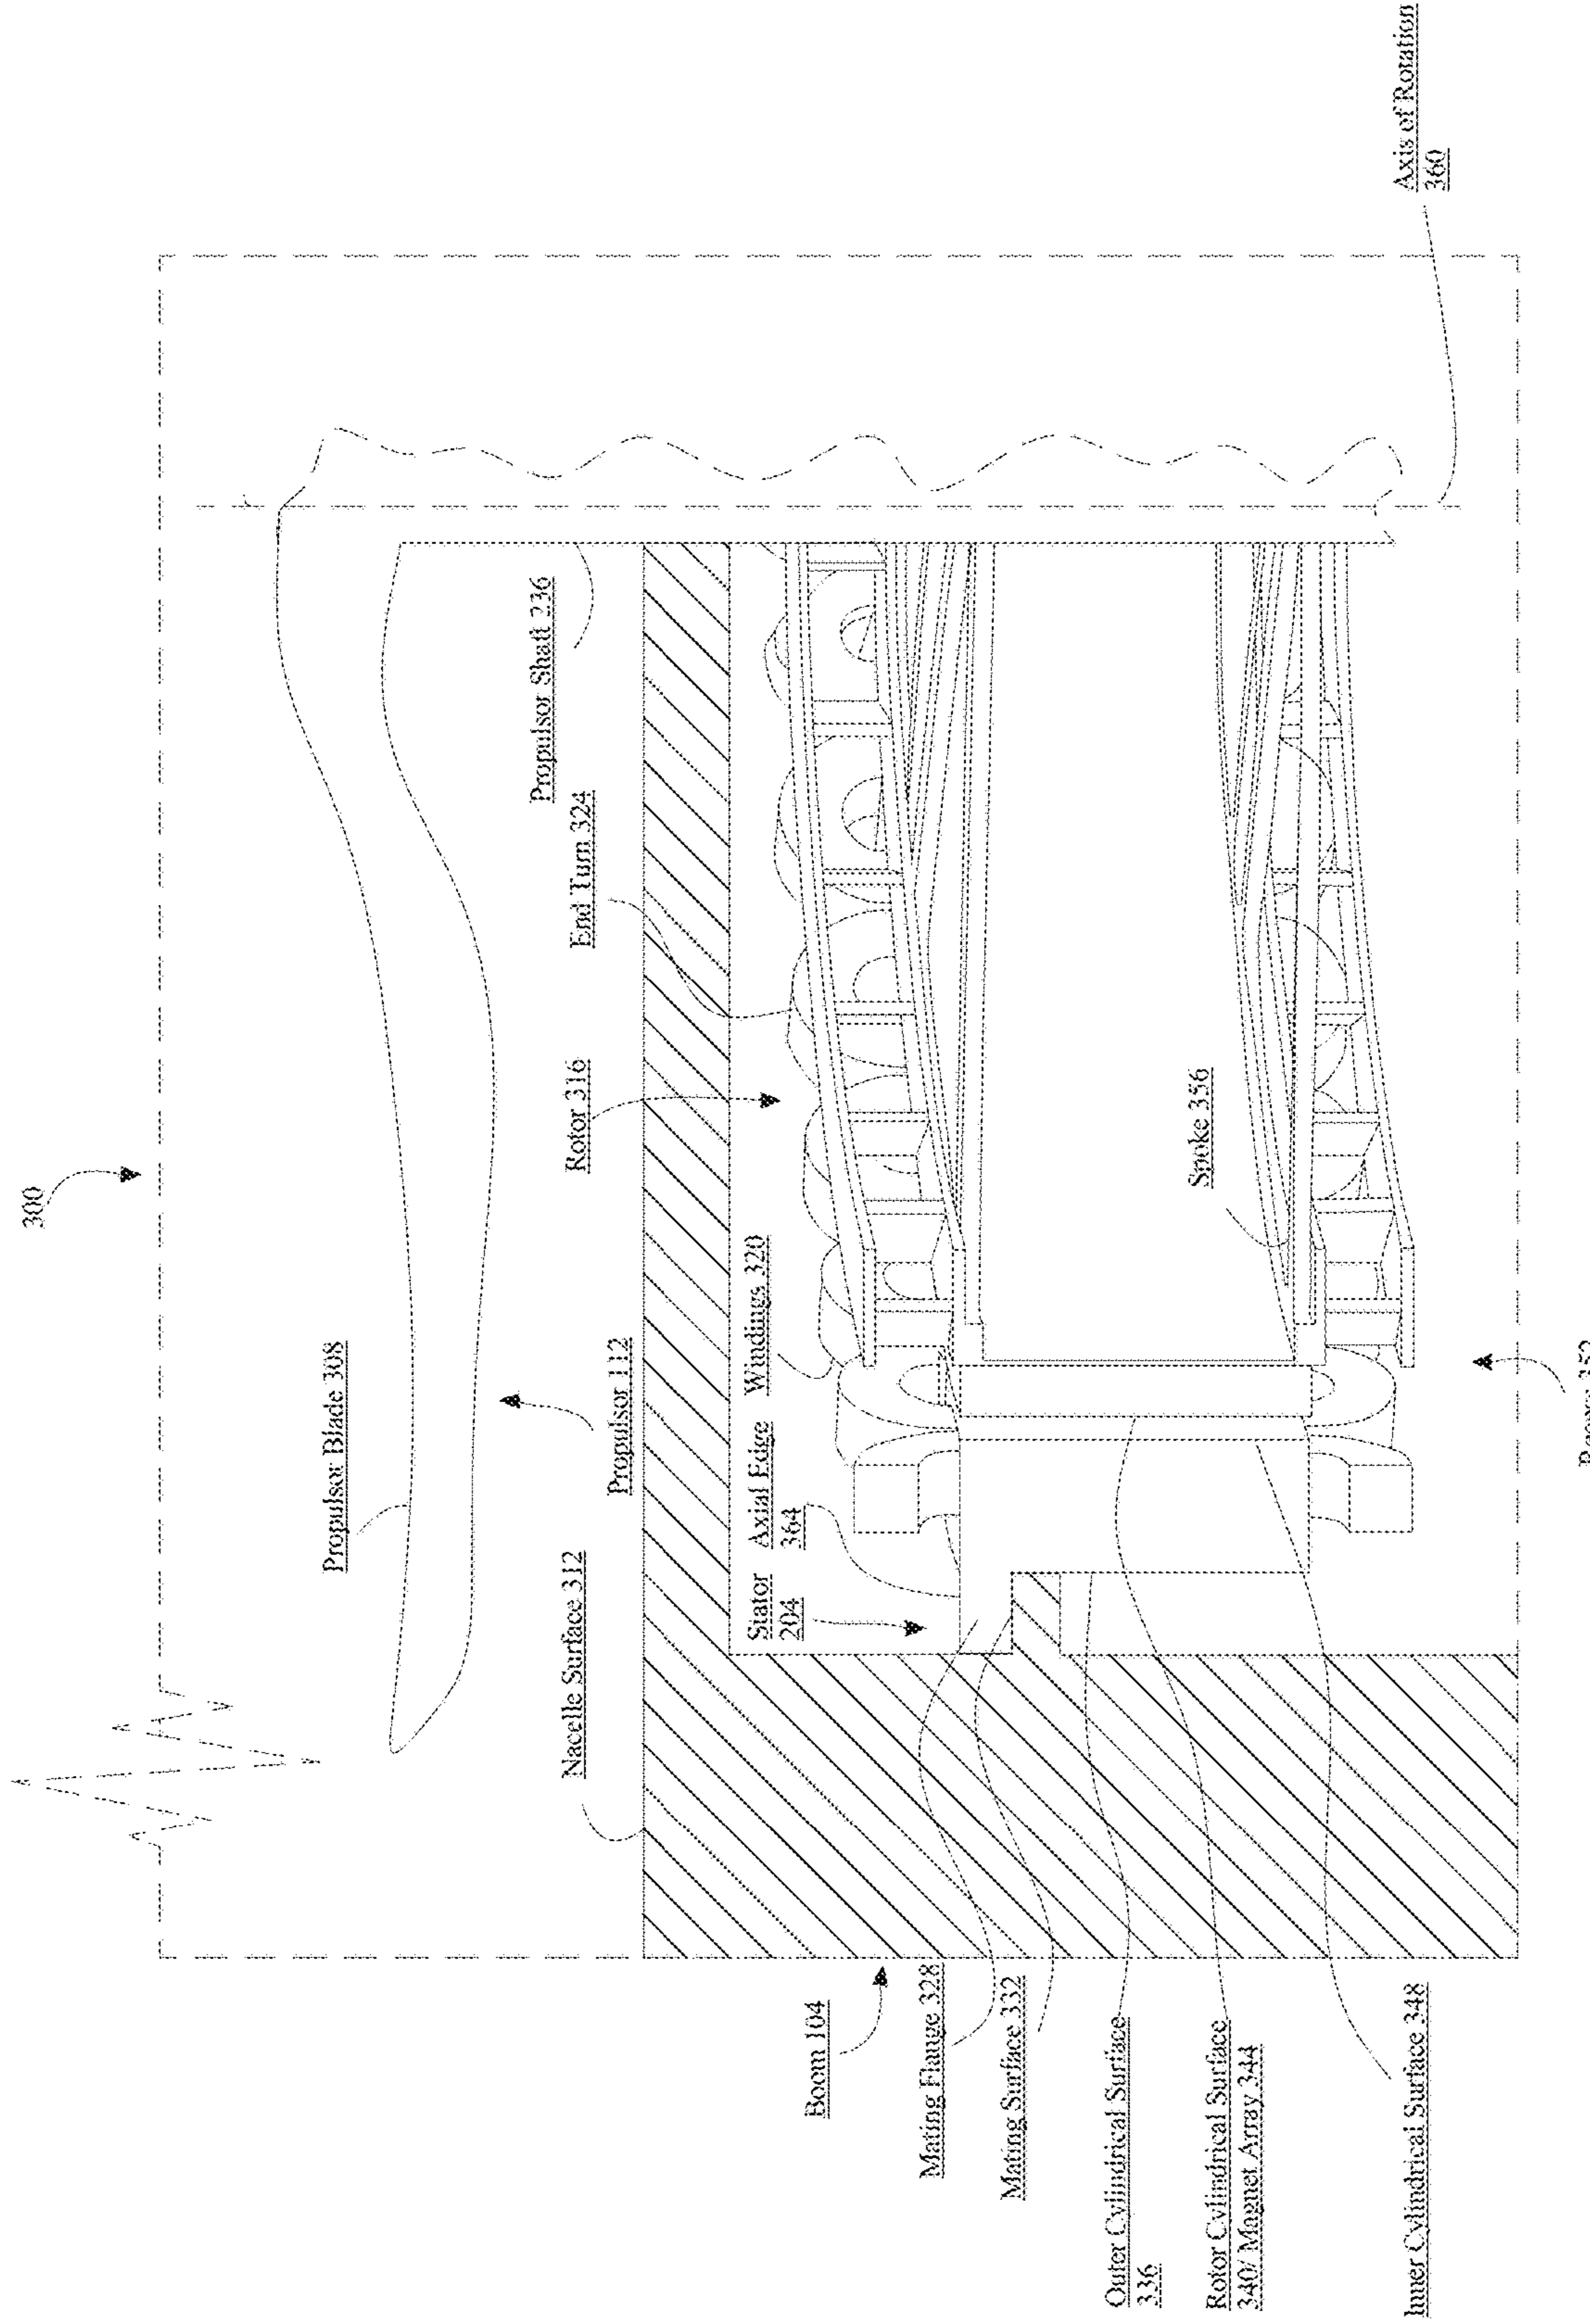 300
Propulsor Blade 308
Propulsor Shaft 236
Nacelle Surface 312
Rotor 316
End Turn 324
Propulsor 112
Stator
204
Axial Edge
364
Windings 320
Boom 104
Mating Flange 328
Mating Surface 332
Outer Cylindrical Surface
336
Spoke 356
Rotor Cylindrical Surface
340/ Magnet Array 344
Inner Cylindrical Surface 348
Axis of Rotation
360